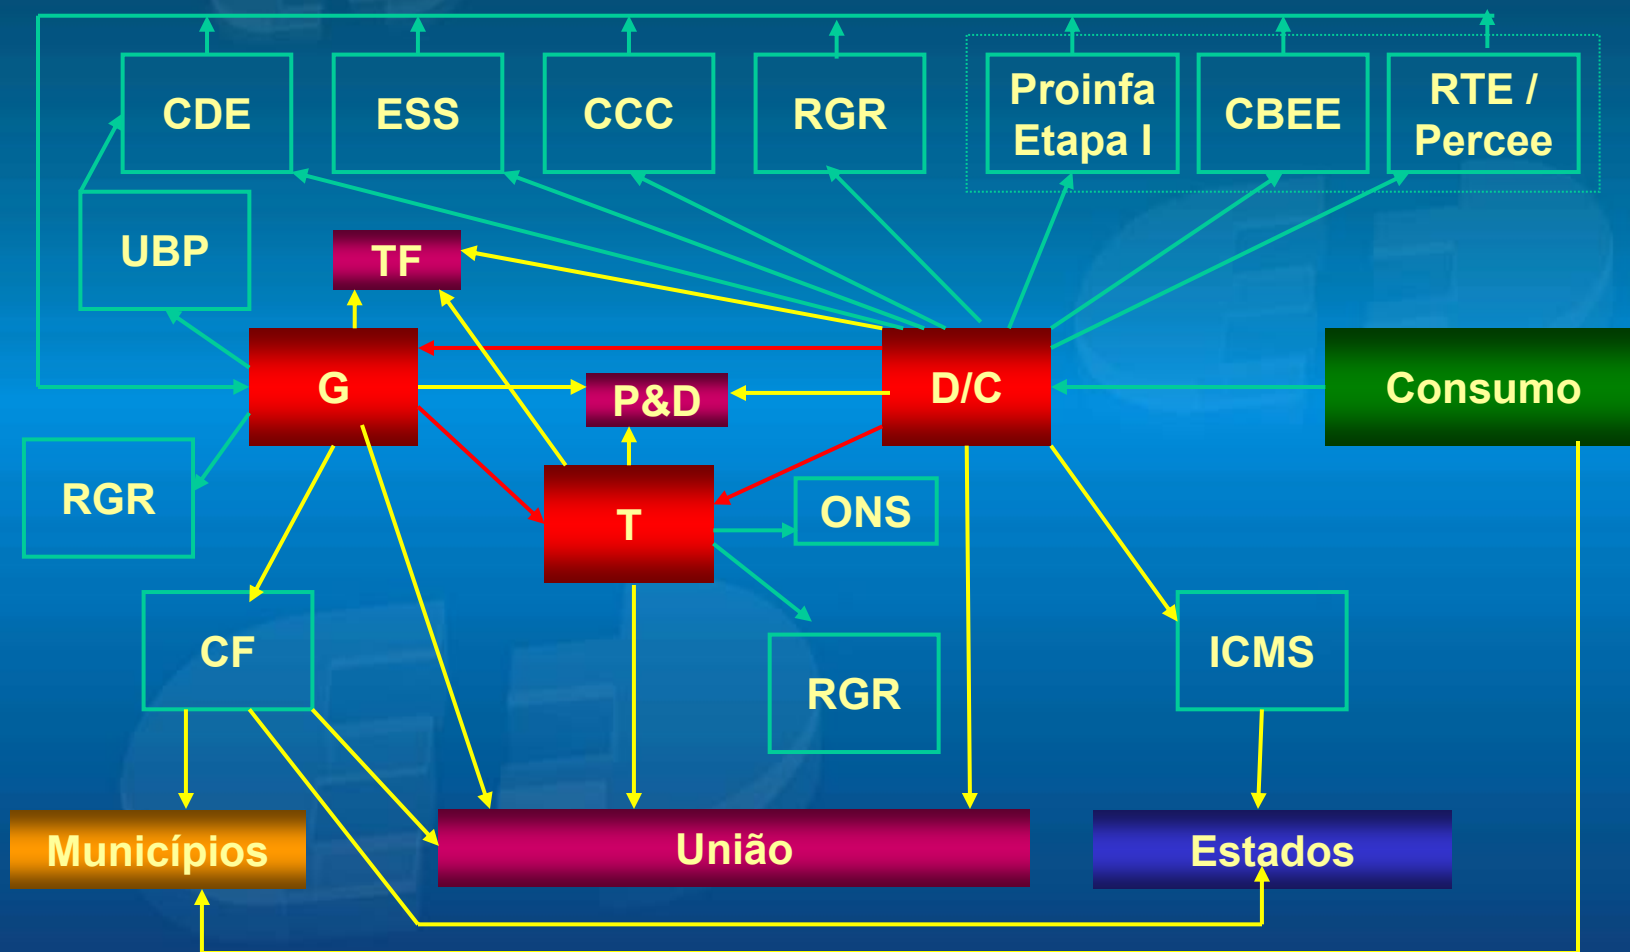 CDE
ESS
CCC
RGR
Proinfa
Etapa I
CBEE
RTE /
Percee
UBP
TF
G
P&D
D/C
Consumo
RGR
T
ONS
CF
RGR
ICMS
Municípios
União
Estados